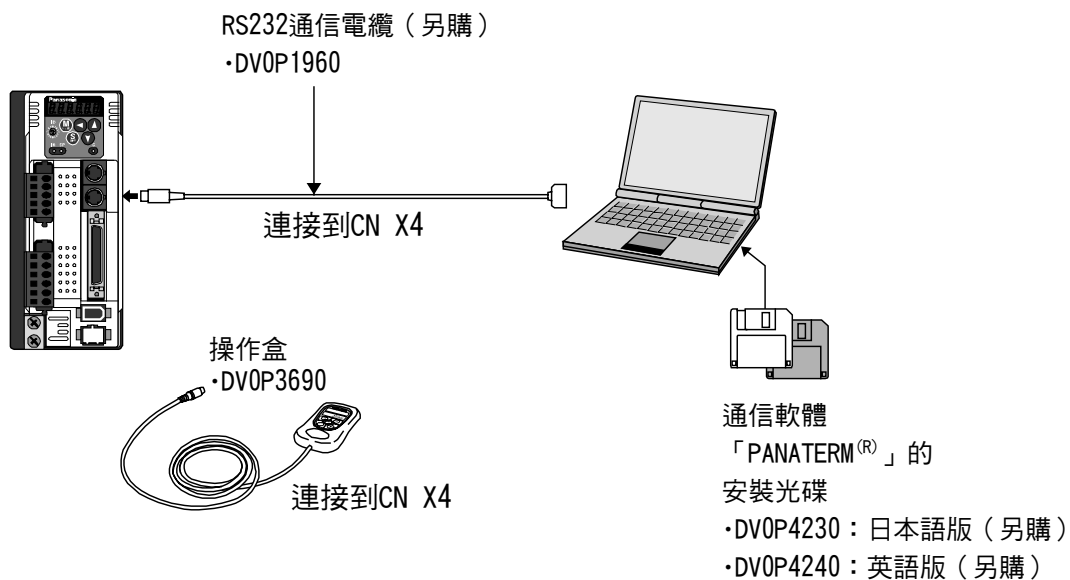 RS232通信電纜（另購）
·DV0P1960
Panasonic
M
S
連接到CN X4
操作盒
·DV0P3690
連接到CN X4
通信軟體
「PANATERM(R)」的
安裝光碟
·DV0P4230：日本語版（另購）
·DV0P4240：英語版（另購）